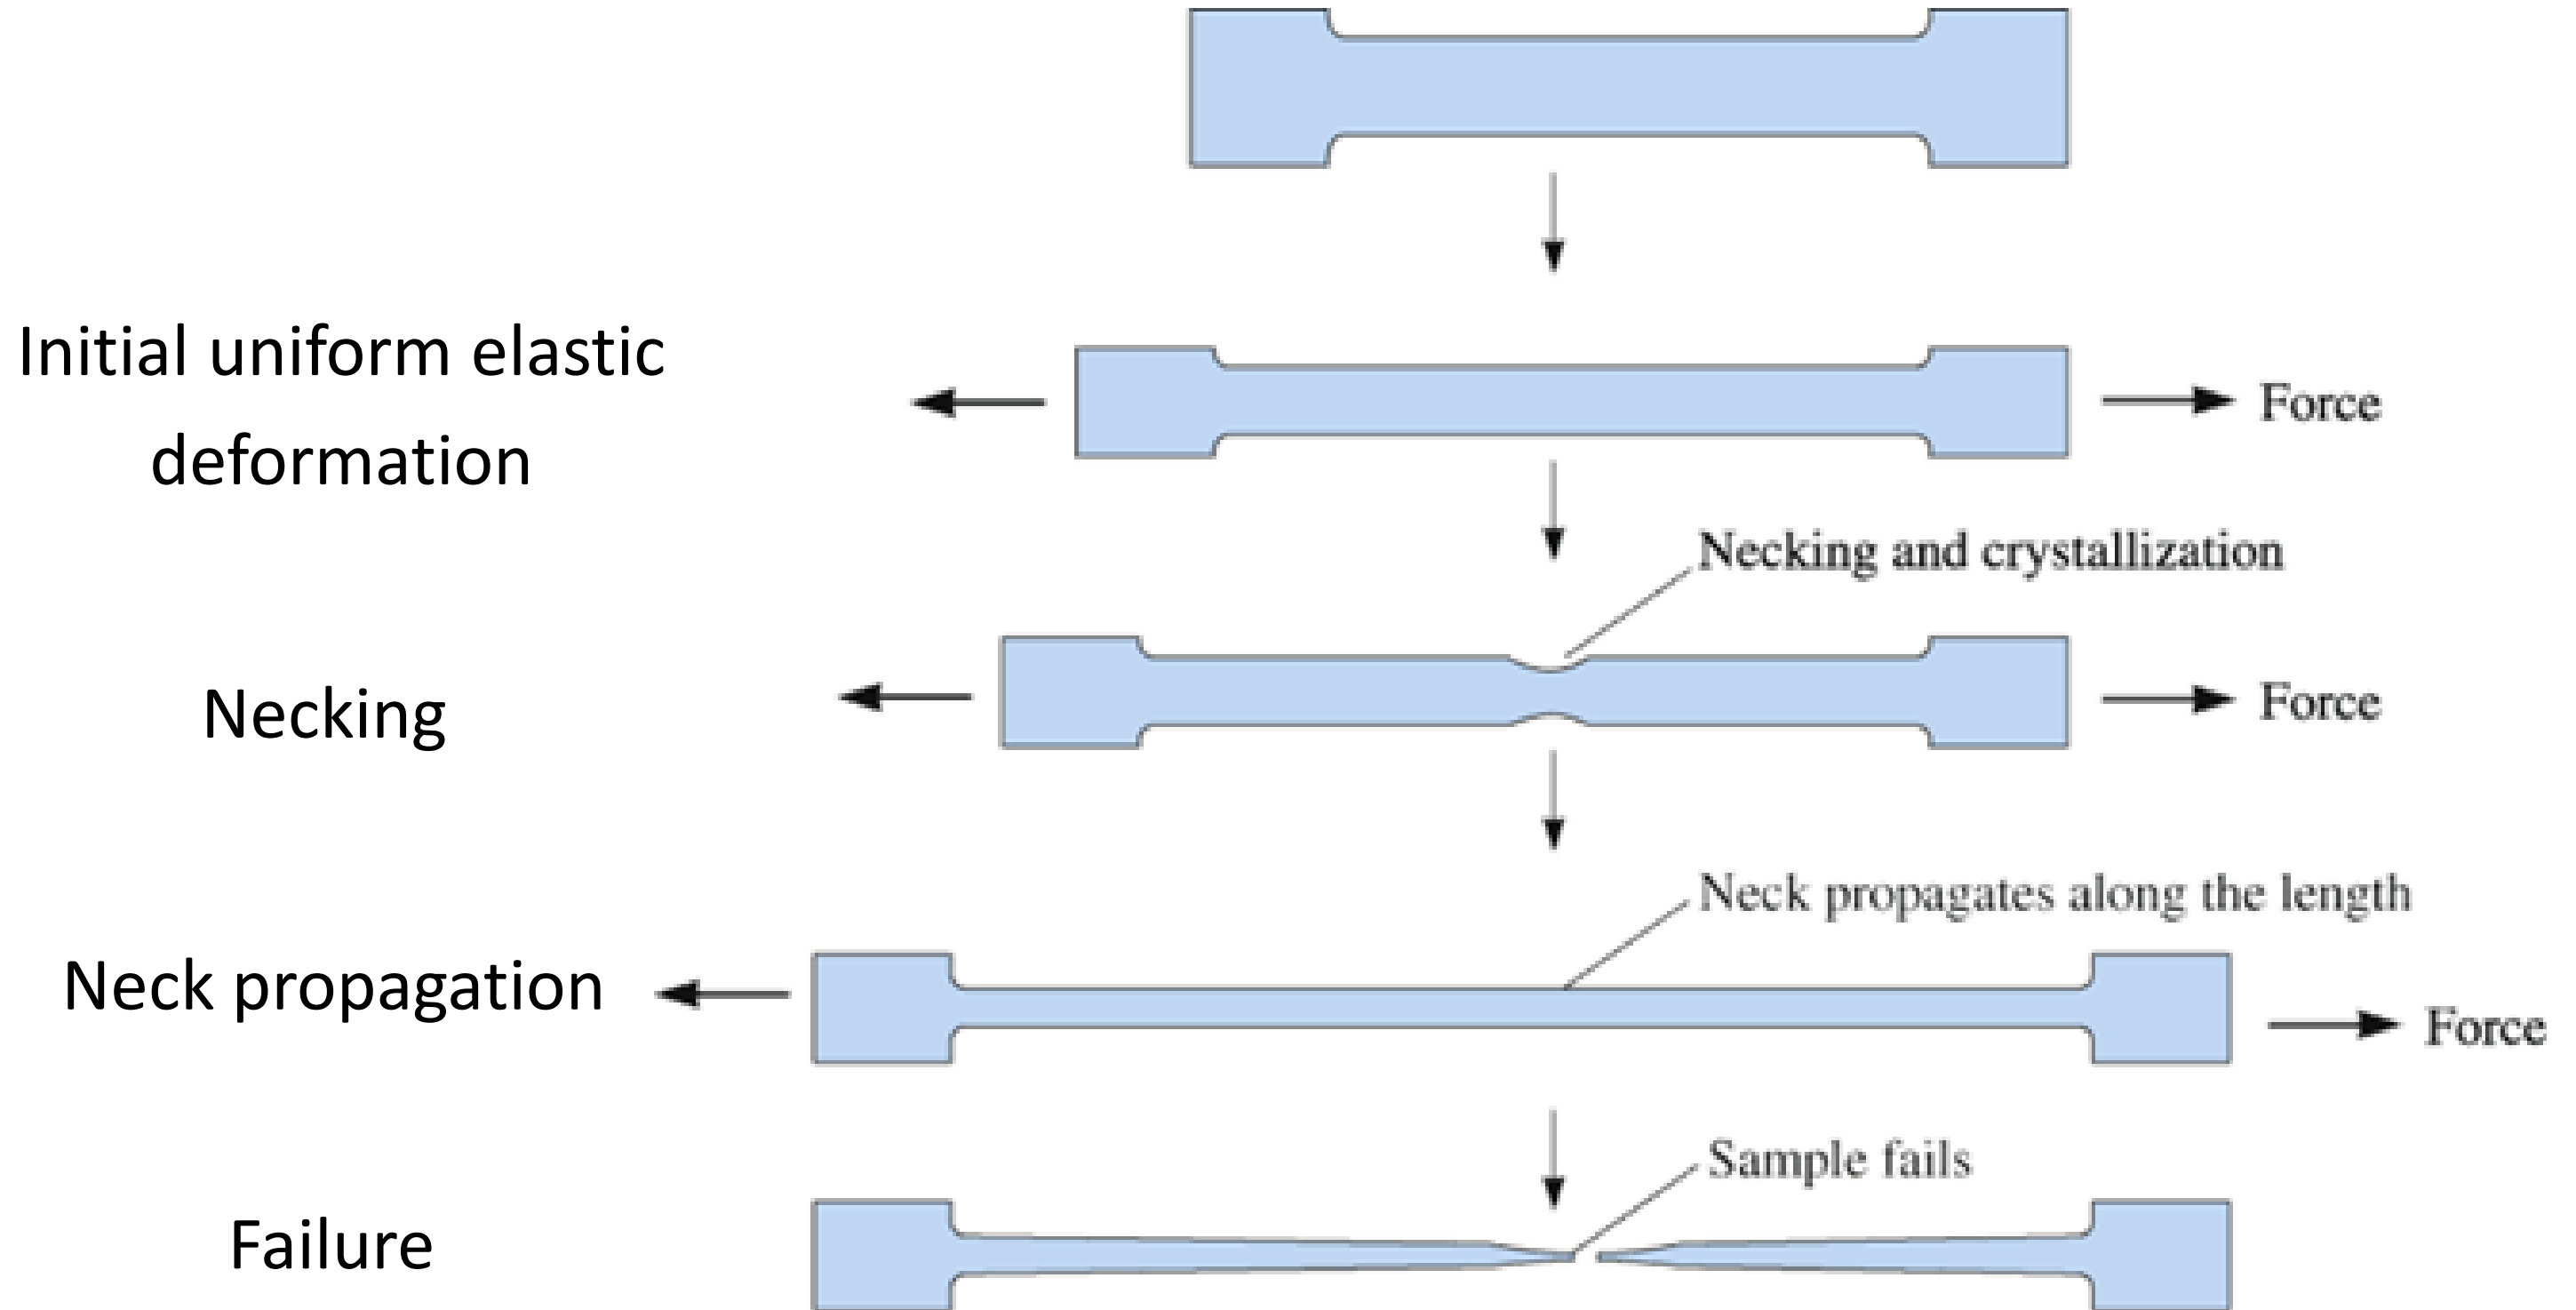 Initial uniform elastic
deformation
Force
Necking and crystallization
Necking
Force
Neck propagates along the length
Neck propagation
Force
Sample fails
Failure